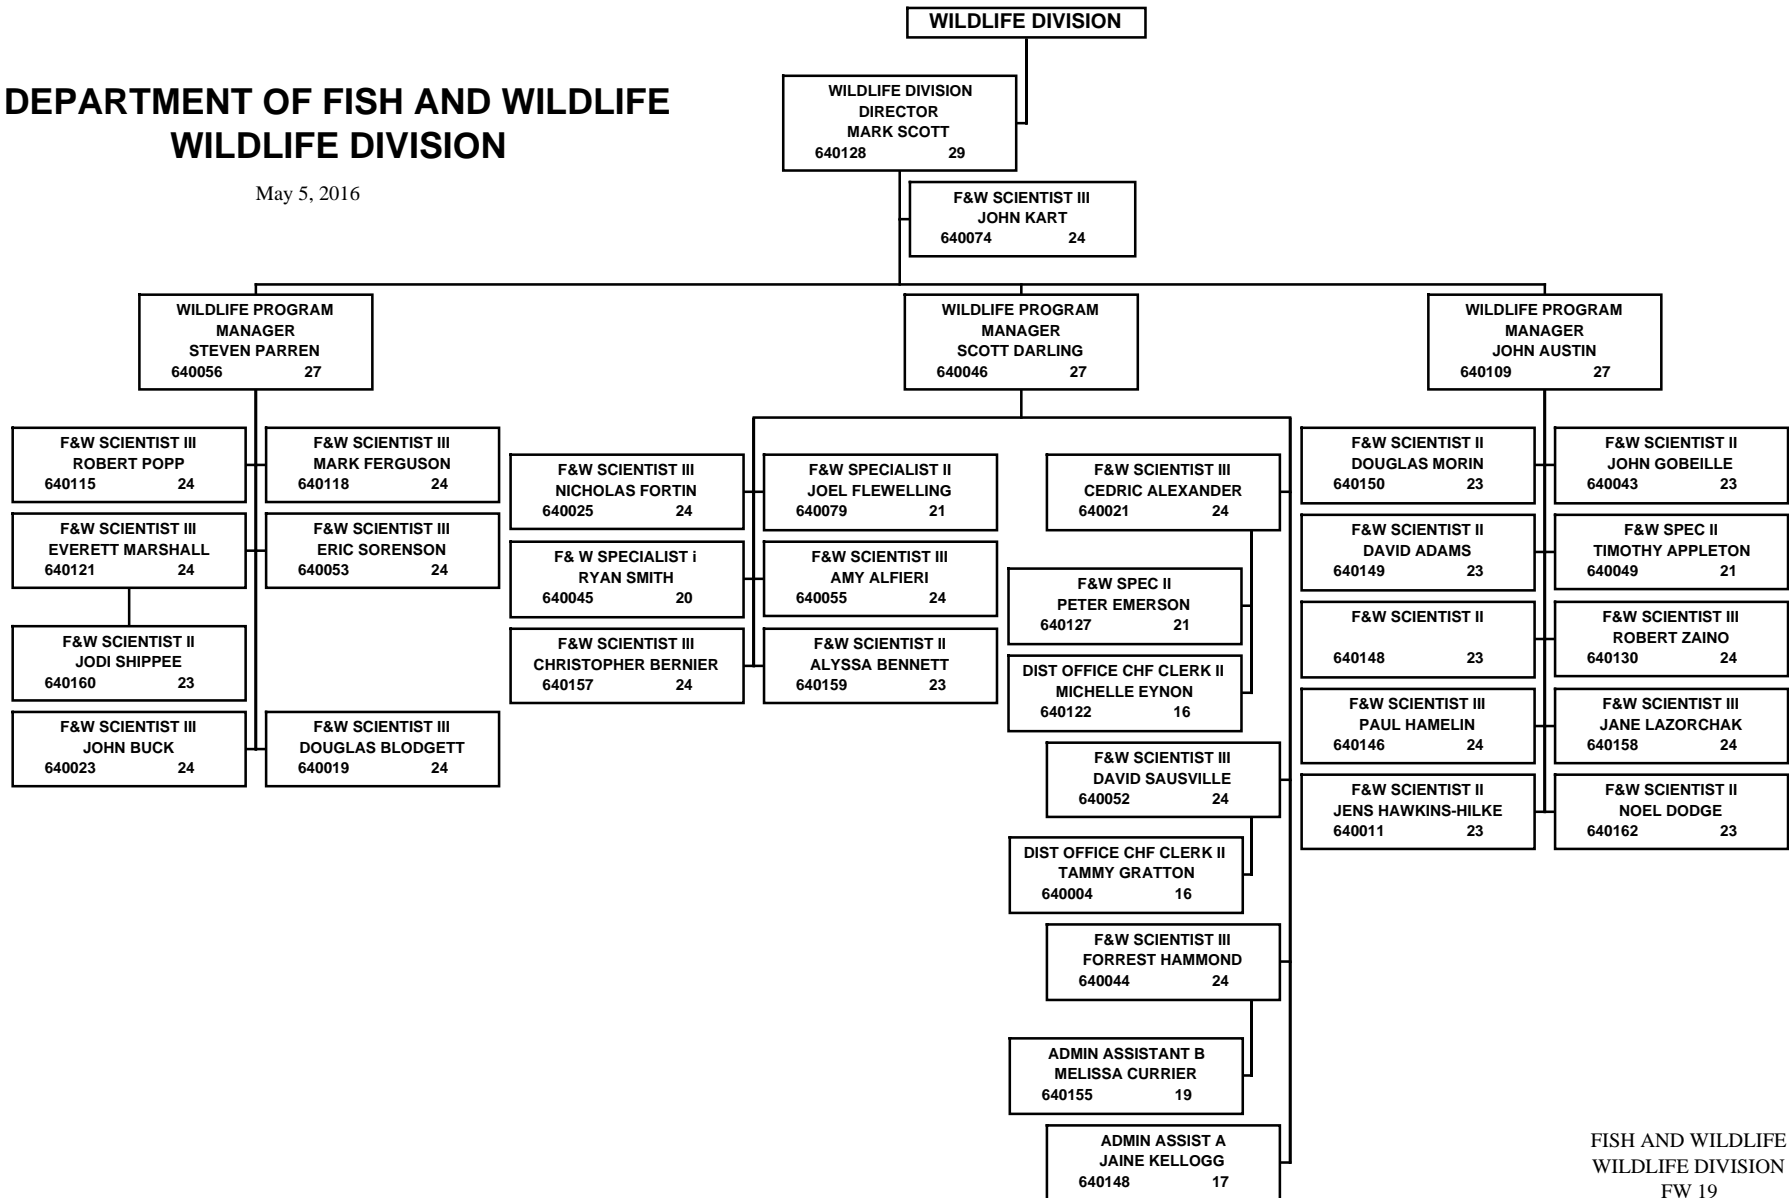 WILDLIFE DIVISION
DEPARTMENT OF FISH AND WILDLIFE
WILDLIFE DIVISION
May 5, 2016
WILDLIFE DIVISION
DIRECTOR
MARK SCOTT
640128 29
F&W SCIENTIST III
JOHN KART
640074 24
WILDLIFE PROGRAM
MANAGER
STEVEN PARREN
640056 27
WILDLIFE PROGRAM
MANAGER
SCOTT DARLING
640046 27
WILDLIFE PROGRAM
MANAGER
JOHN AUSTIN
640109 27
F&W SCIENTIST III
ROBERT POPP
640115 24
F&W SCIENTIST III
MARK FERGUSON
640118 24
F&W SCIENTIST III
EVERETT MARSHALL
640121 24
F&W SCIENTIST III
ERIC SORENSON
640053 24
F&W SCIENTIST II
JODI SHIPPEE
640160 23
F&W SCIENTIST III
JOHN BUCK
640023 24
F&W SCIENTIST III
DOUGLAS BLODGETT
640019 24
F&W SCIENTIST III
NICHOLAS FORTIN
640025 24
F&W SPECIALIST II
JOEL FLEWELLING
640079 21
F& W SPECIALIST i
RYAN SMITH
640045 20
F&W SCIENTIST III
AMY ALFIERI
640055 24
F&W SCIENTIST III
CHRISTOPHER BERNIER
640157 24
F&W SCIENTIST II
ALYSSA BENNETT
640159 23
F&W SCIENTIST III
CEDRIC ALEXANDER
640021 24
F&W SPEC II
PETER EMERSON
640127 21
DIST OFFICE CHF CLERK II
MICHELLE EYNON
640122 16
F&W SCIENTIST III
DAVID SAUSVILLE
640052 24
DIST OFFICE CHF CLERK II
TAMMY GRATTON
640004 16
F&W SCIENTIST III
FORREST HAMMOND
640044 24
ADMIN ASSISTANT B
MELISSA CURRIER
640155 19
ADMIN ASSIST A
JAINE KELLOGG
640148 17
F&W SCIENTIST II
DOUGLAS MORIN
640150 23
F&W SCIENTIST II
JOHN GOBEILLE
640043 23
F&W SCIENTIST II
DAVID ADAMS
640149 23
F&W SPEC II
TIMOTHY APPLETON
640049 21
F&W SCIENTIST II
640148 23
F&W SCIENTIST III
ROBERT ZAINO
640130 24
F&W SCIENTIST III
PAUL HAMELIN
640146 24
F&W SCIENTIST III
JANE LAZORCHAK
640158 24
F&W SCIENTIST II
JENS HAWKINS-HILKE
640011 23
F&W SCIENTIST II
NOEL DODGE
640162 23
FISH AND WILDLIFE
WILDLIFE DIVISION
FW 19